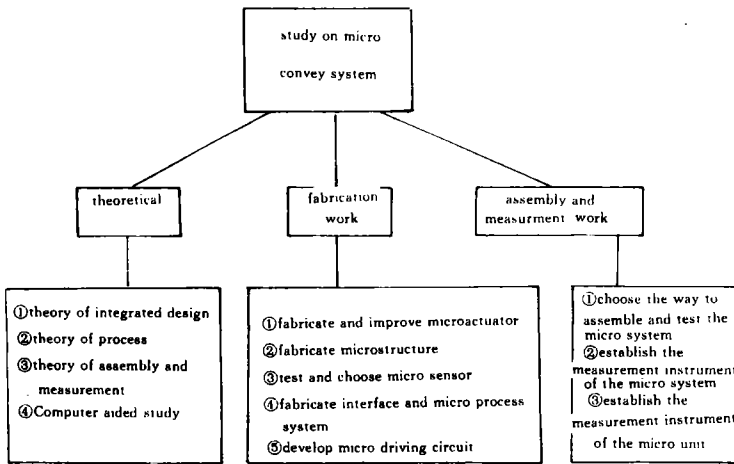 study on micro
convey system
theoretical
fabrication
work
assembly and
measurment work
①theory of integrated design
②theory of process
③theory of assembly and
measurement
④Computer aided study
①fabricate and improve microactuator
②fabricate microstructure
③test and choose micro sensor
④fabricate interface and micro process
system
⑤develop micro driving circuit
①choose the way to
assemble and test the
micro system
②establish the
measurement instrument
of the micro system
③establish the
measurement instrument
of the micro unit